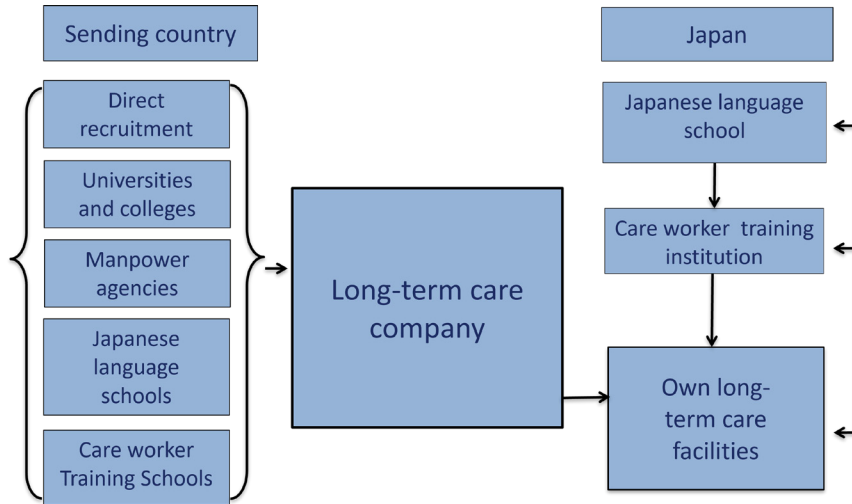 Sending country
Direct
recruitment
Universities
and colleges
Manpower
agencies
Japanese
language
schools
Care worker
Training Schools
Long-term care
company
Japan
Japanese language
school
Care worker training
institution
Own long-
term care
facilities